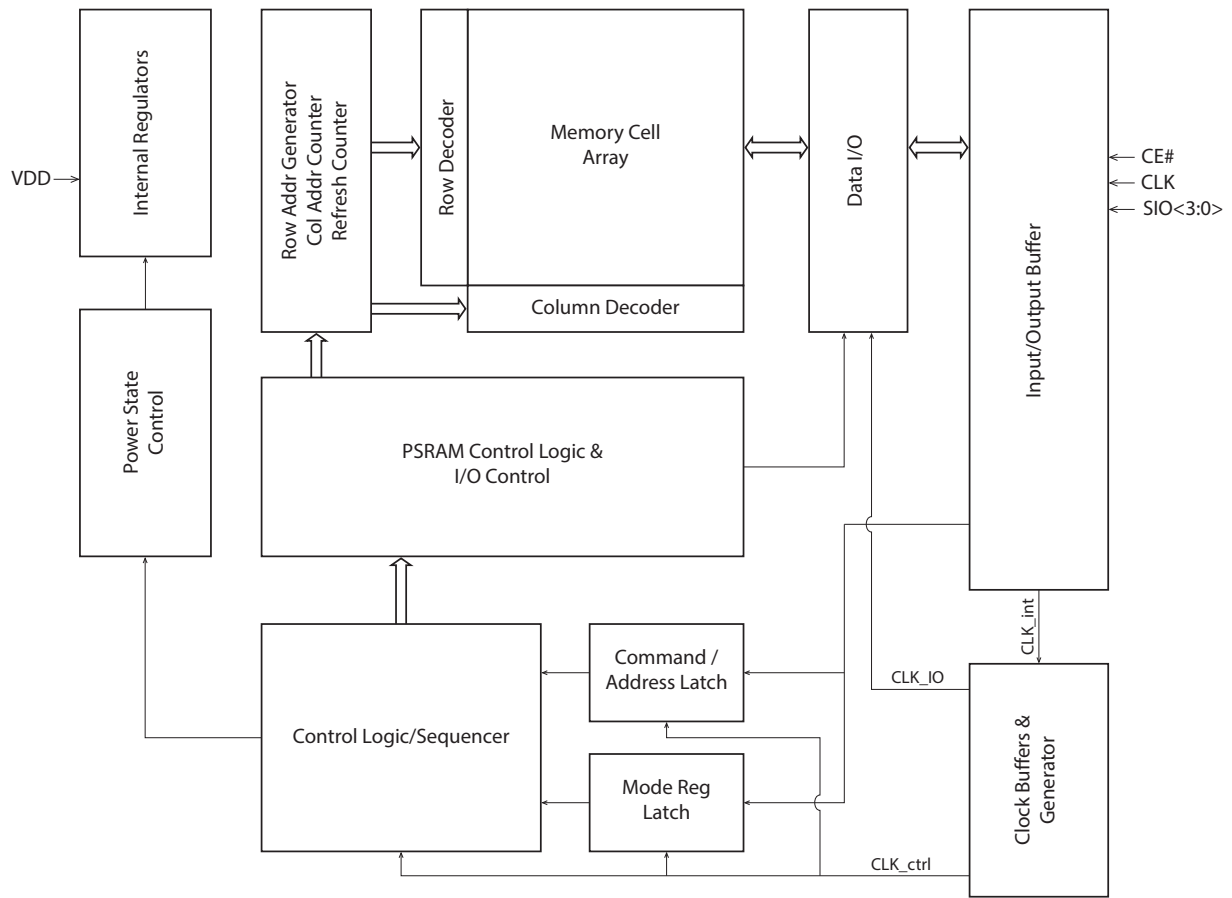 Internal Regulators
VDD
Power State
Control
Row Addr Generator
Col Addr Counter
Refresh Counter
Row Decoder
Memory Cell
Array
Column Decoder
Data I/O
Input/Output Buffer
CE#
CLK
SIO<3:0>
PSRAM Control Logic &
I/O Control
Control Logic/Sequencer
Command /
Address Latch
Mode Reg
Latch
CLK_int
CLK_IO
CLK_ctrl
Clock Buffers &
Generator